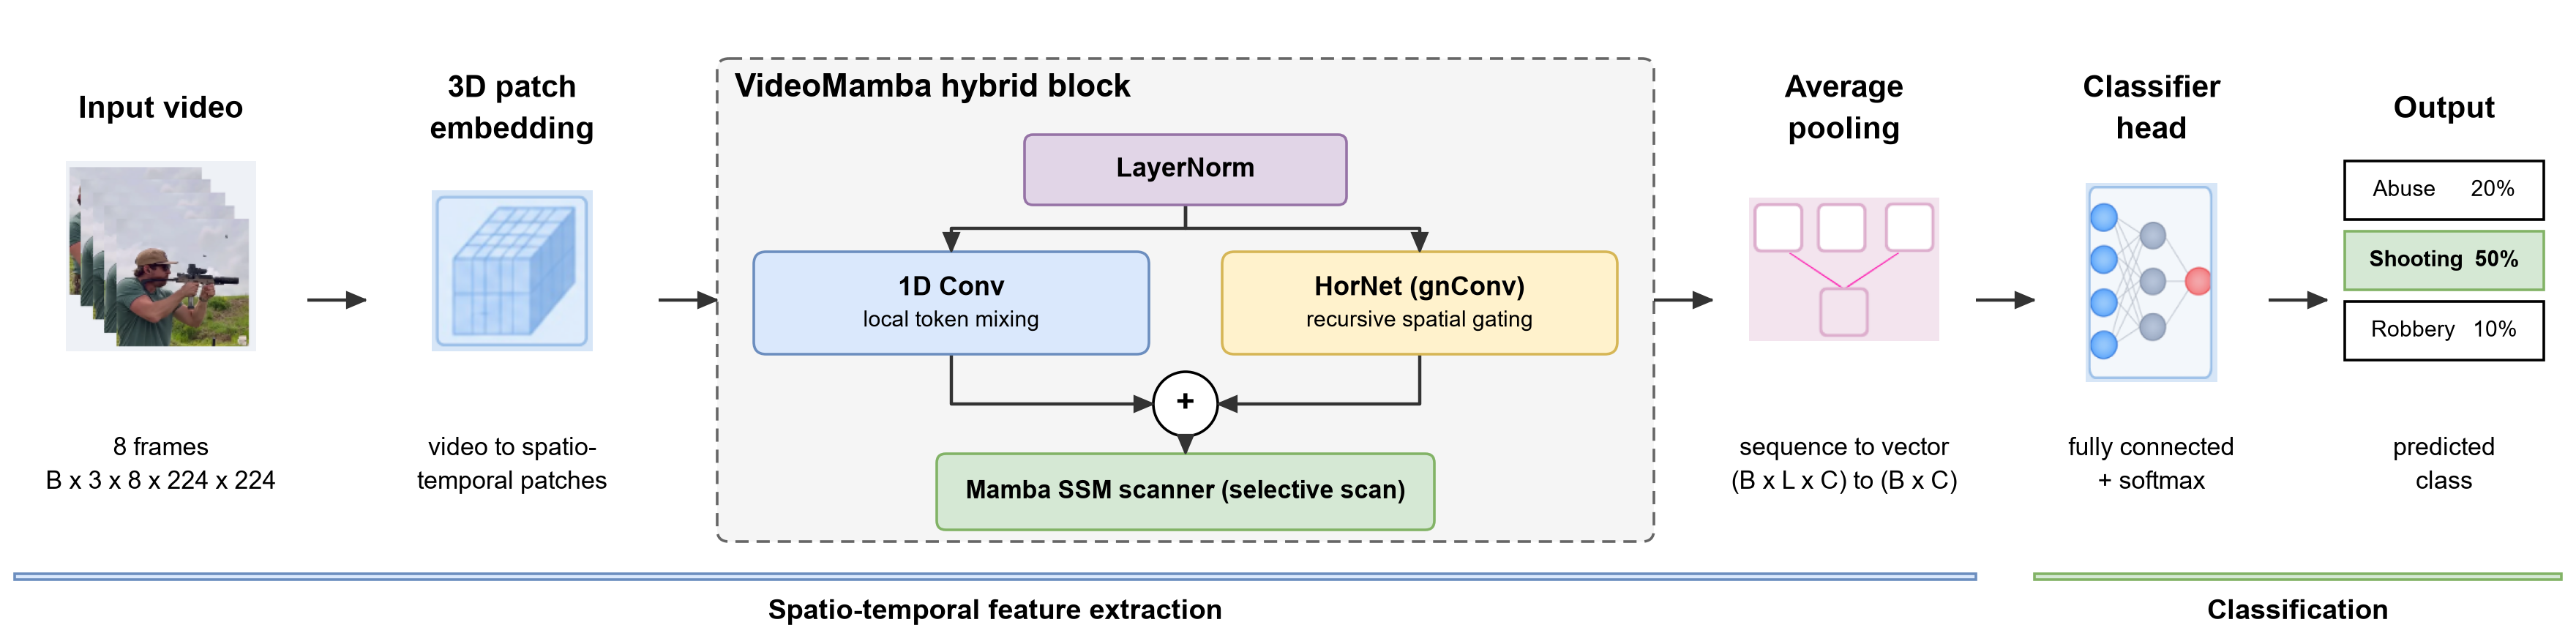 Input video
8 frames
B x 3 x 8 x 224 x 224
3D patch
embedding
video to spatio-
temporal patches
VideoMamba hybrid block
LayerNorm
1D Conv
local token mixing
HorNet (gnConv)
recursive spatial gating
+
Mamba SSM scanner (selective scan)
Average
pooling
sequence to vector
(B x L x C) to (B x C)
Classifier
head
fully connected
+ softmax
Output
Abuse 20%
Shooting 50%
Robbery 10%
predicted
class
Spatio-temporal feature extraction
Classification